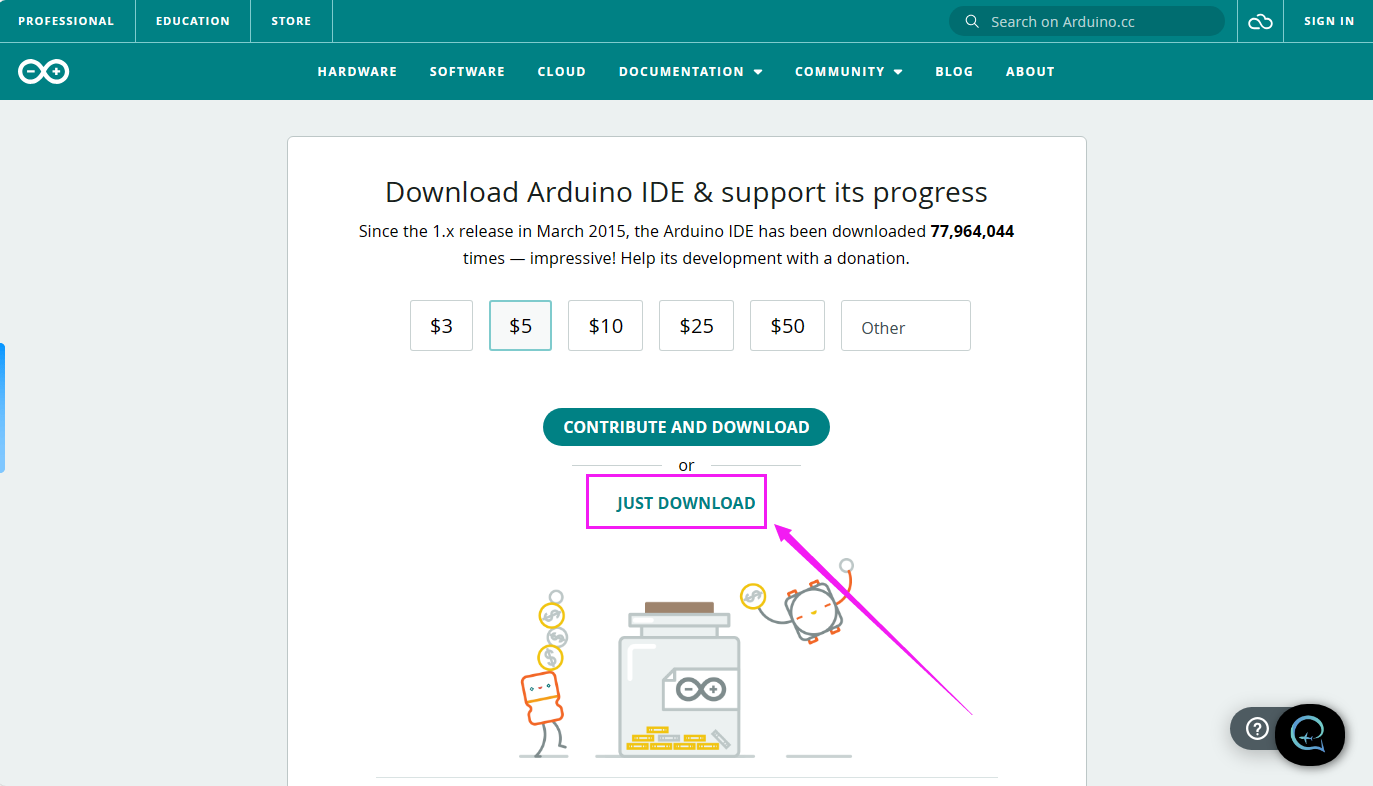 PROFESSIONAL EDUCATION STORE Search on Arduino.cc SIGN IN
HARDWARE SOFTWARE CLOUD DOCUMENTATION COMMUNITY BLOG ABOUT
Download Arduino IDE & support its progress
Since the 1.x release in March 2015, the Arduino IDE has been downloaded 77,964,044
times — impressive! Help its development with a donation.
$3 $5 $10 $25 $50 Other
CONTRIBUTE AND DOWNLOAD
or
JUST DOWNLOAD